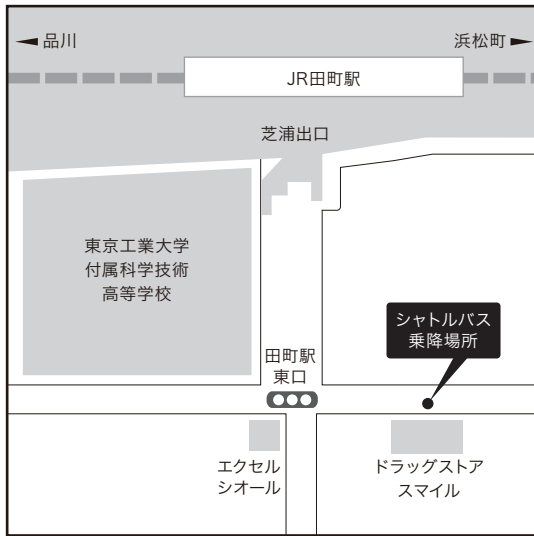 ◄ 品川
浜松町 ►
JR田町駅
芝浦出口
東京工業大学
付属科学技術
高等学校
シャトルバス
乗降場所
田町駅
東口
エクセル
シオール
ドラッグストア
スマイル